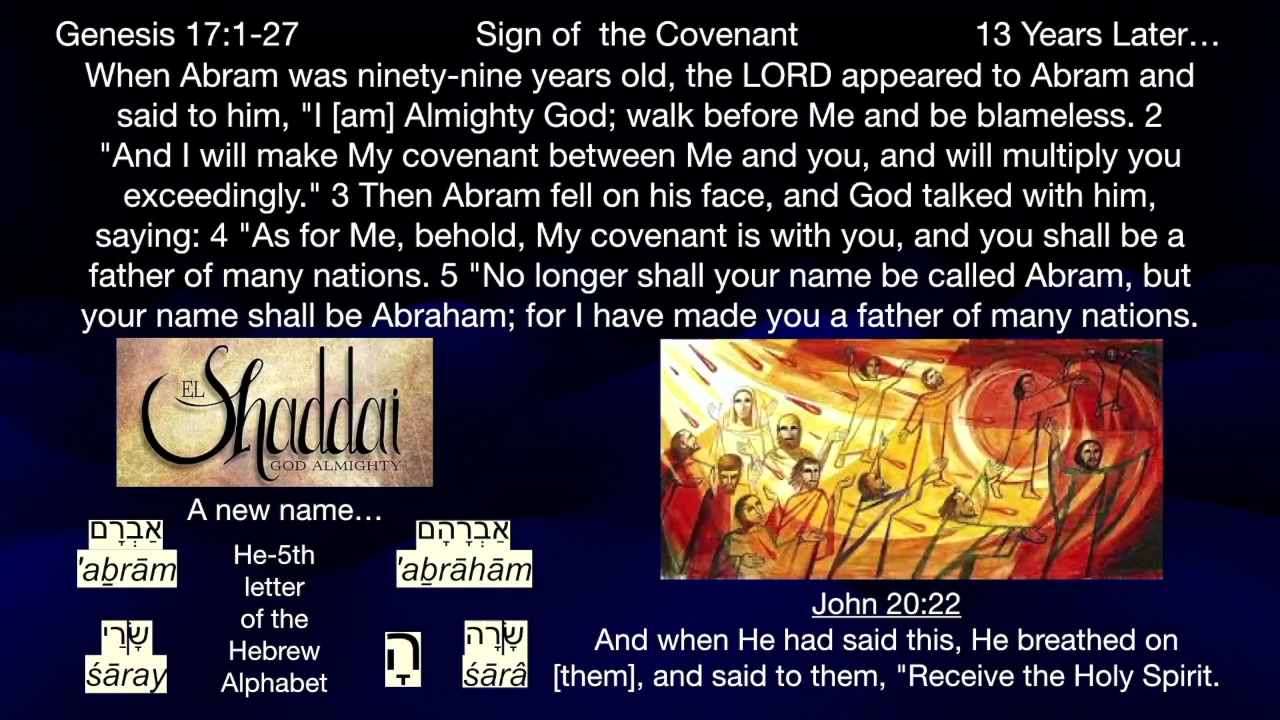 Genesis 17:1-27 Sign of the Covenant 13 Years Later…
When Abram was ninety-nine years old, the LORD appeared to Abram and
said to him, "I [am] Almighty God; walk before Me and be blameless. 2
"And I will make My covenant between Me and you, and will multiply you
exceedingly." 3 Then Abram fell on his face, and God talked with him,
saying: 4 "As for Me, behold, My covenant is with you, and you shall be a
father of many nations. 5 "No longer shall your name be called Abram, but
your name shall be Abraham; for I have made you a father of many nations.
EL Shaddai
GOD ALMIGHTY
A new name…
אַבְרָם
'aḇrām
אַבְרָהָם
'aḇrāhām
He-5th
letter
of the
Hebrew
Alphabet
שָׂרַי
śāray
הָ
שָׂרָה
śārâ
John 20:22
And when He had said this, He breathed on
[them], and said to them, "Receive the Holy Spirit.